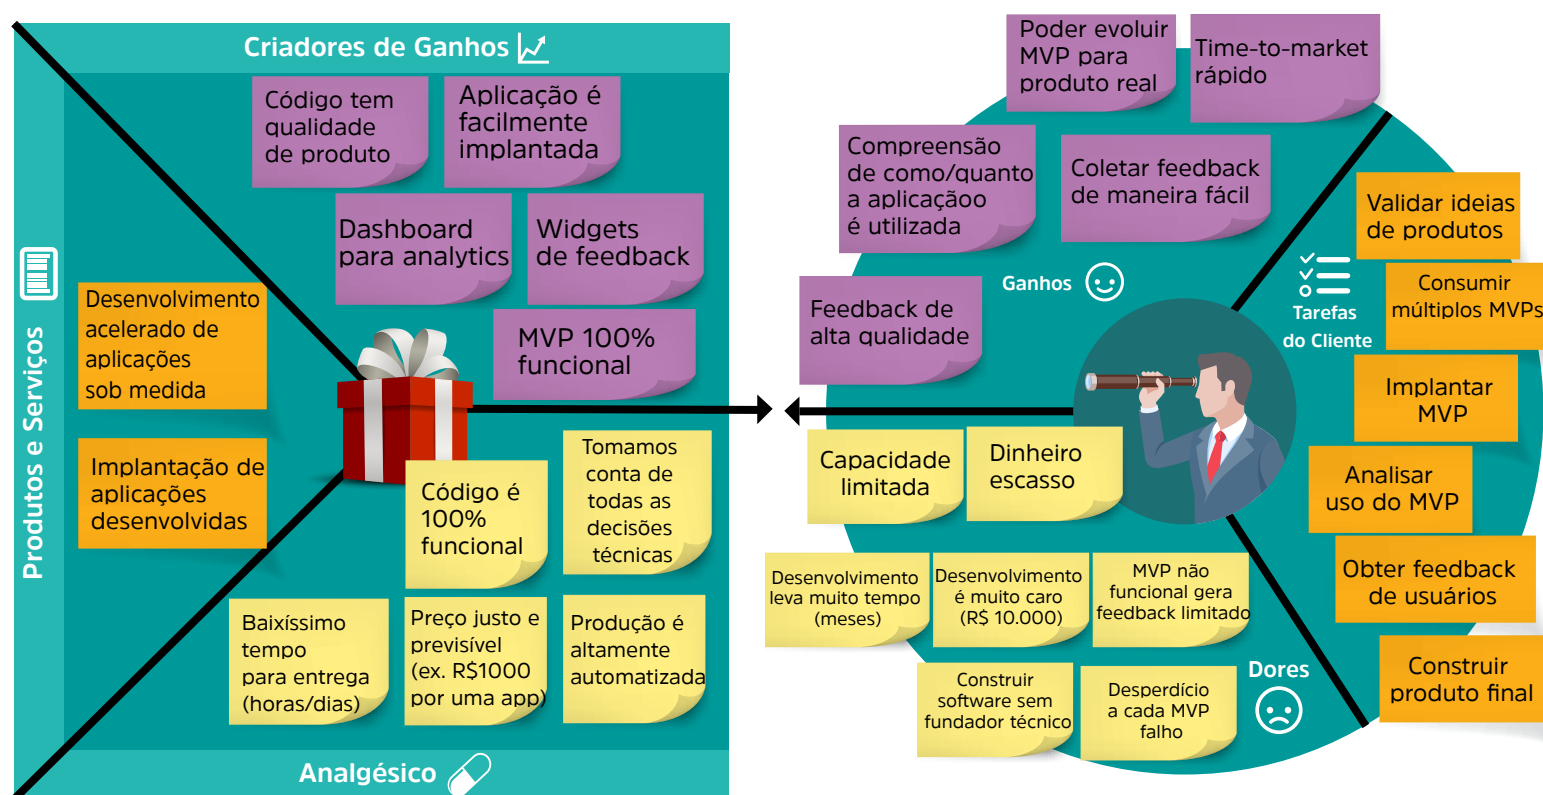 Criadores de Ganhos
Código tem
qualidade
de produto
Aplicação é
facilmente
implantada
Dashboard
para analytics
Widgets
de feedback
MVP 100%
funcional
Produtos e Serviços
Desenvolvimento
acelerado de
aplicações
sob medida
Implantação de
aplicações
desenvolvidas
Código é
100%
funcional
Tomamos
conta de
todas as
decisões
técnicas
Baixíssimo
tempo
para entrega
(horas/dias)
Preço justo e
previsível
(ex. R$1000
por uma app)
Produção é
altamente
automatizada
Analgésico
Poder evoluir
MVP para
produto real
Time-to-market
rápido
Compreensão
de como/quanto
a aplicaçãoo
é utilizada
Coletar feedback
de maneira fácil
Ganhos
Feedback de
alta qualidade
Validar ideias
de produtos
Tarefas
do Cliente
Consumir
múltiplos MVPs
Implantar
MVP
Analisar
uso do MVP
Obter feedback
de usuários
Construir
produto final
Capacidade
limitada
Dinheiro
escasso
Desenvolvimento
leva muito tempo
(meses)
Desenvolvimento
é muito caro
(R$ 10.000)
MVP não
funcional gera
feedback limitado
Construir
software sem
fundador técnico
Desperdício
a cada MVP
falho
Dores